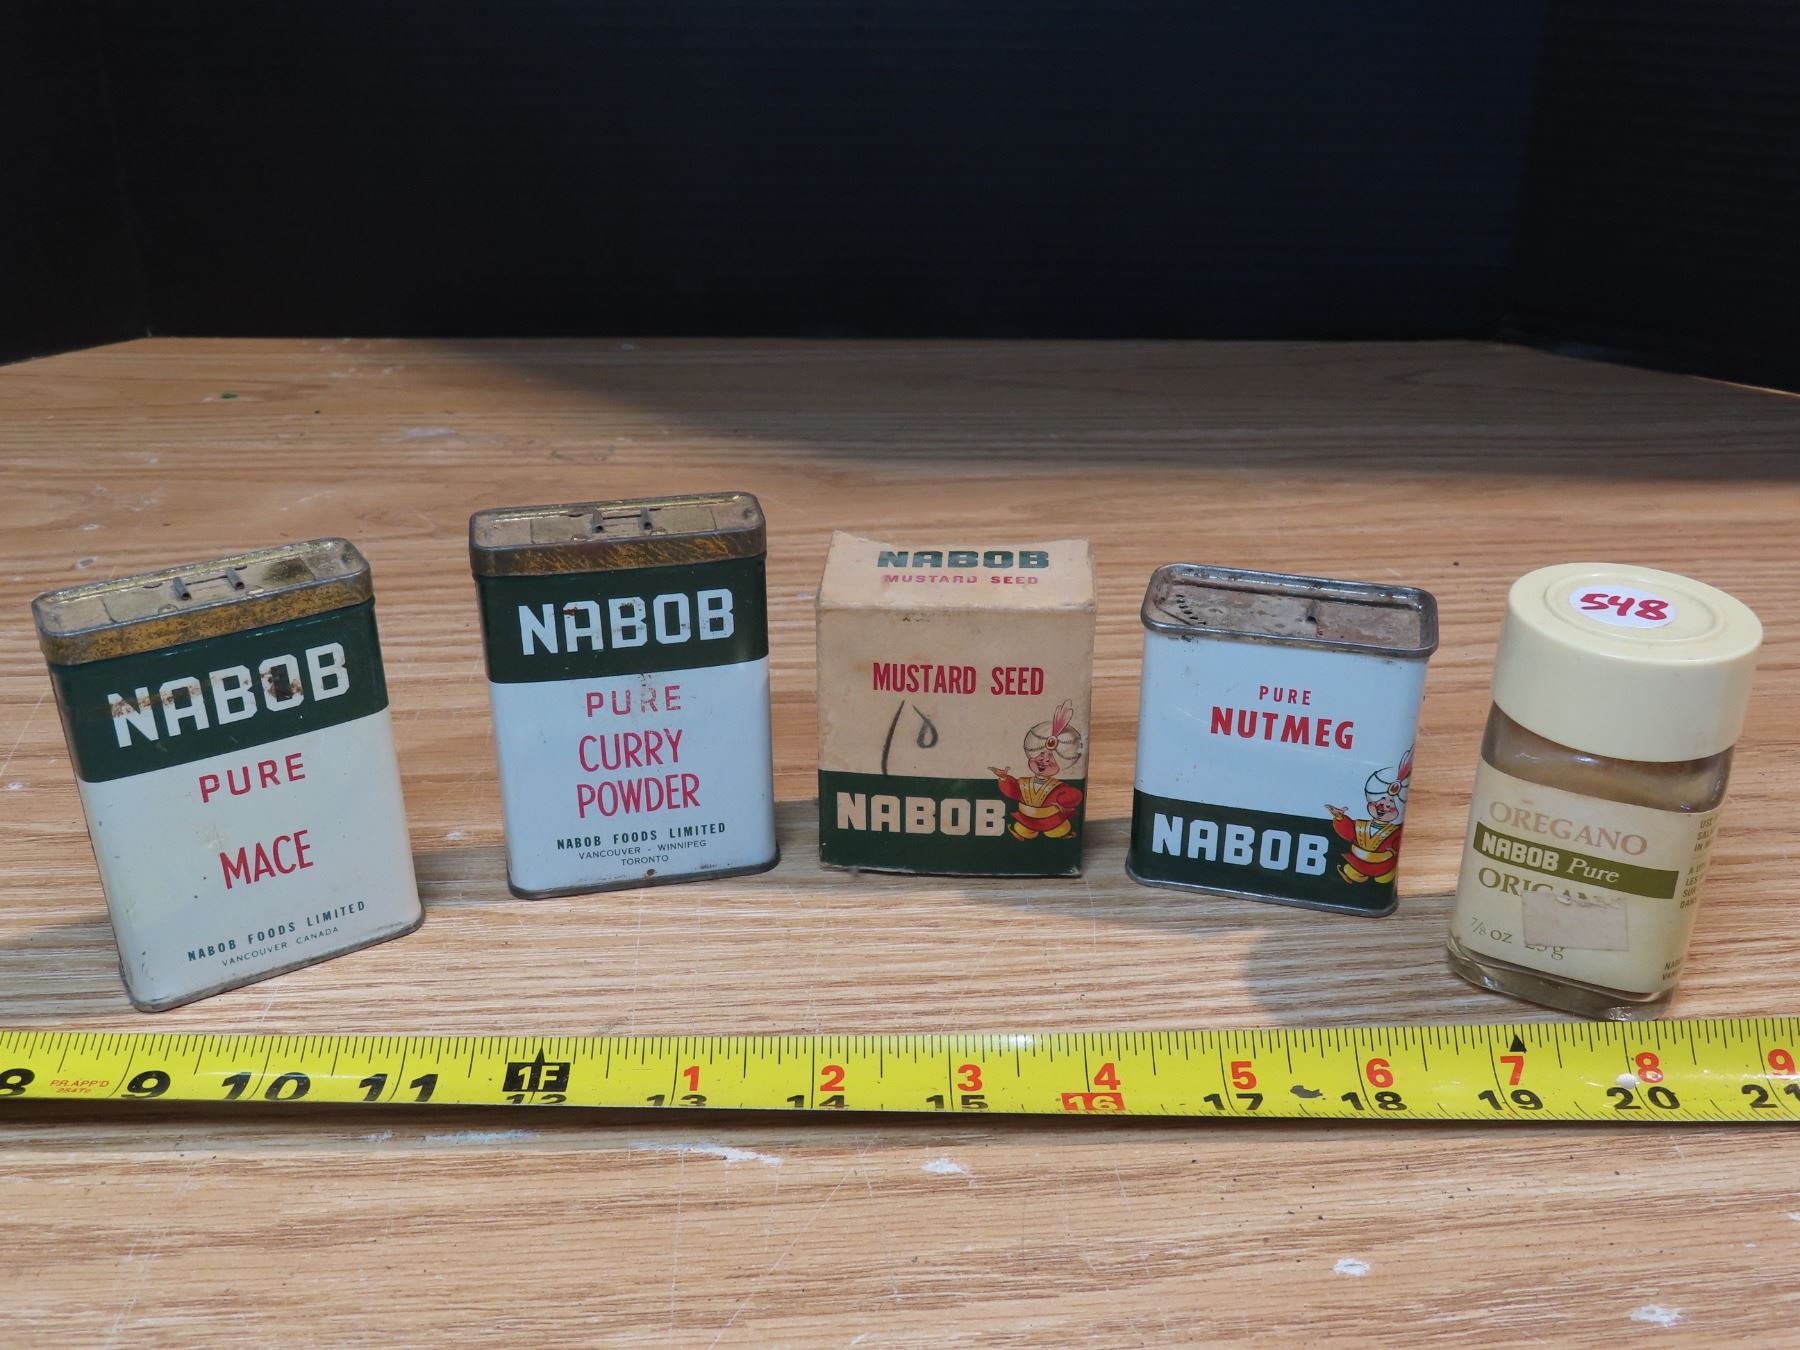 NABOB
PURE
MACE
NABOB FOODS LIMITED
VANCOUVER CANADA
NABOB
PURE
CURRY
POWDER
NABOB FOODS LIMITED
VANCOUVER - WINNIPEG
TORONTO
NABOB
MUSTARD SEED
MUSTARD SEED
10
NABOB
PURE
NUTMEG
NABOB
548
OREGANO
NABOB Pure
7/8 OZ
8 9 10 11 1F 1 2 3 4 5 6 7 8 9
12 13 14 15 16 17 18 19 20 21